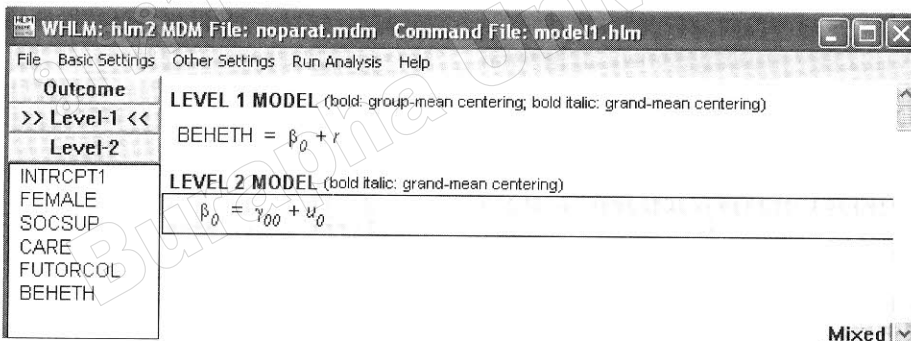 WHLM: hlm2 MDM File: noparat.mdm Command File: model1.hlm
File Basic Settings Other Settings Run Analysis Help
Outcome
>> Level-1 <<
Level-2
INTRCPT1
FEMALE
SOCSUP
CARE
FUTORCOL
BEHETH
LEVEL 1 MODEL (bold: group-mean centering; bold italic: grand-mean centering)
BEHETH = β₀ + r
LEVEL 2 MODEL (bold italic: grand-mean centering)
β₀ = γ₀₀ + u₀
Mixed
Burapha Univ